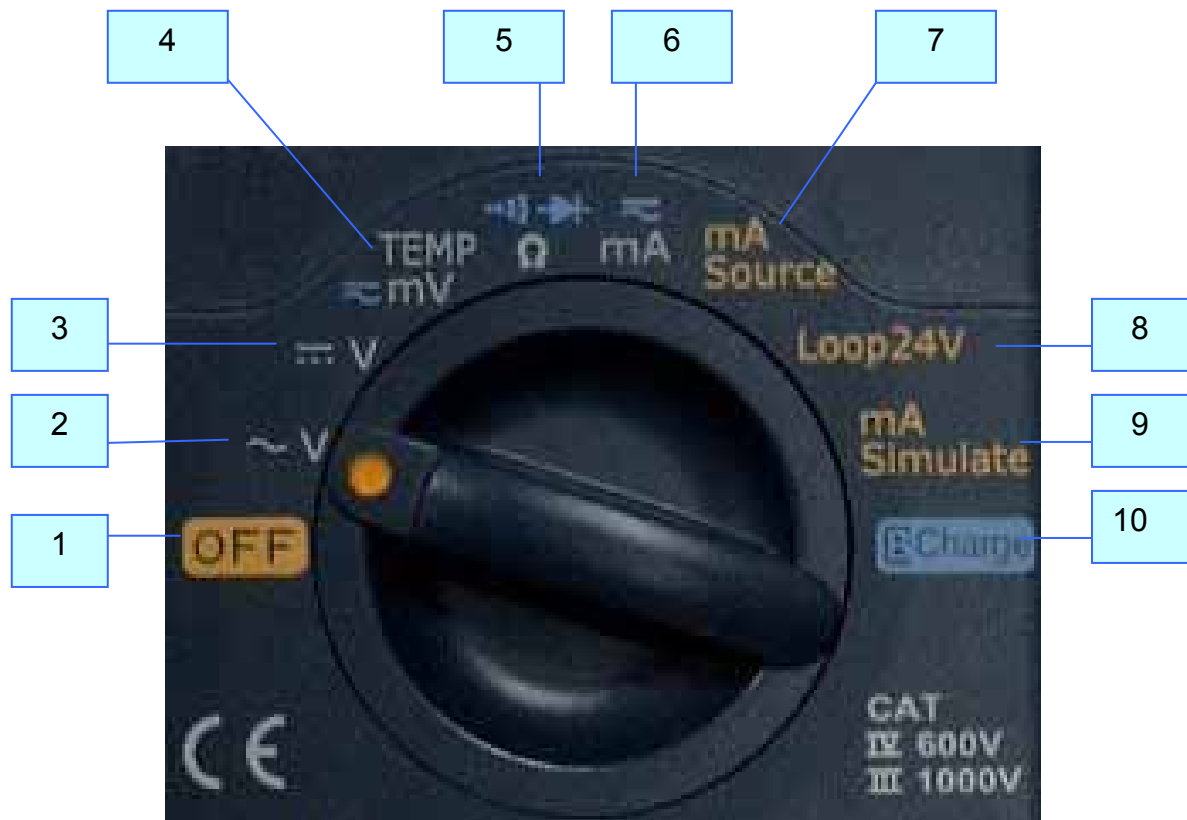 4
5
6
7
TEMP
mV
Ω
mA
mA
Source
3
V
Loop24V
8
2
~ V
mA
Simulate
9
1
OFF
Charge
10
CE
CAT
IV 600V
III 1000V